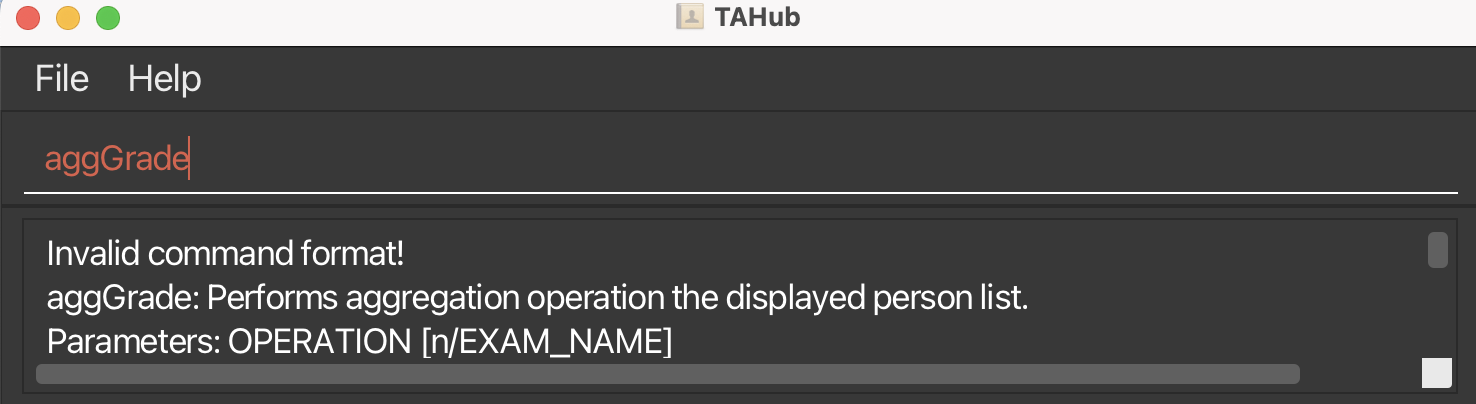 TAHub
File Help
aggGrade
Invalid command format!
aggGrade: Performs aggregation operation the displayed person list.
Parameters: OPERATION [n/EXAM_NAME]